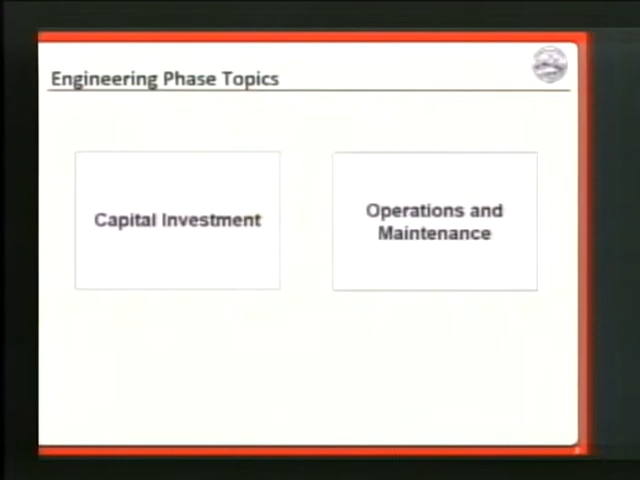 Engineering Phase Topics
Capital Investment
Operations and
Maintenance